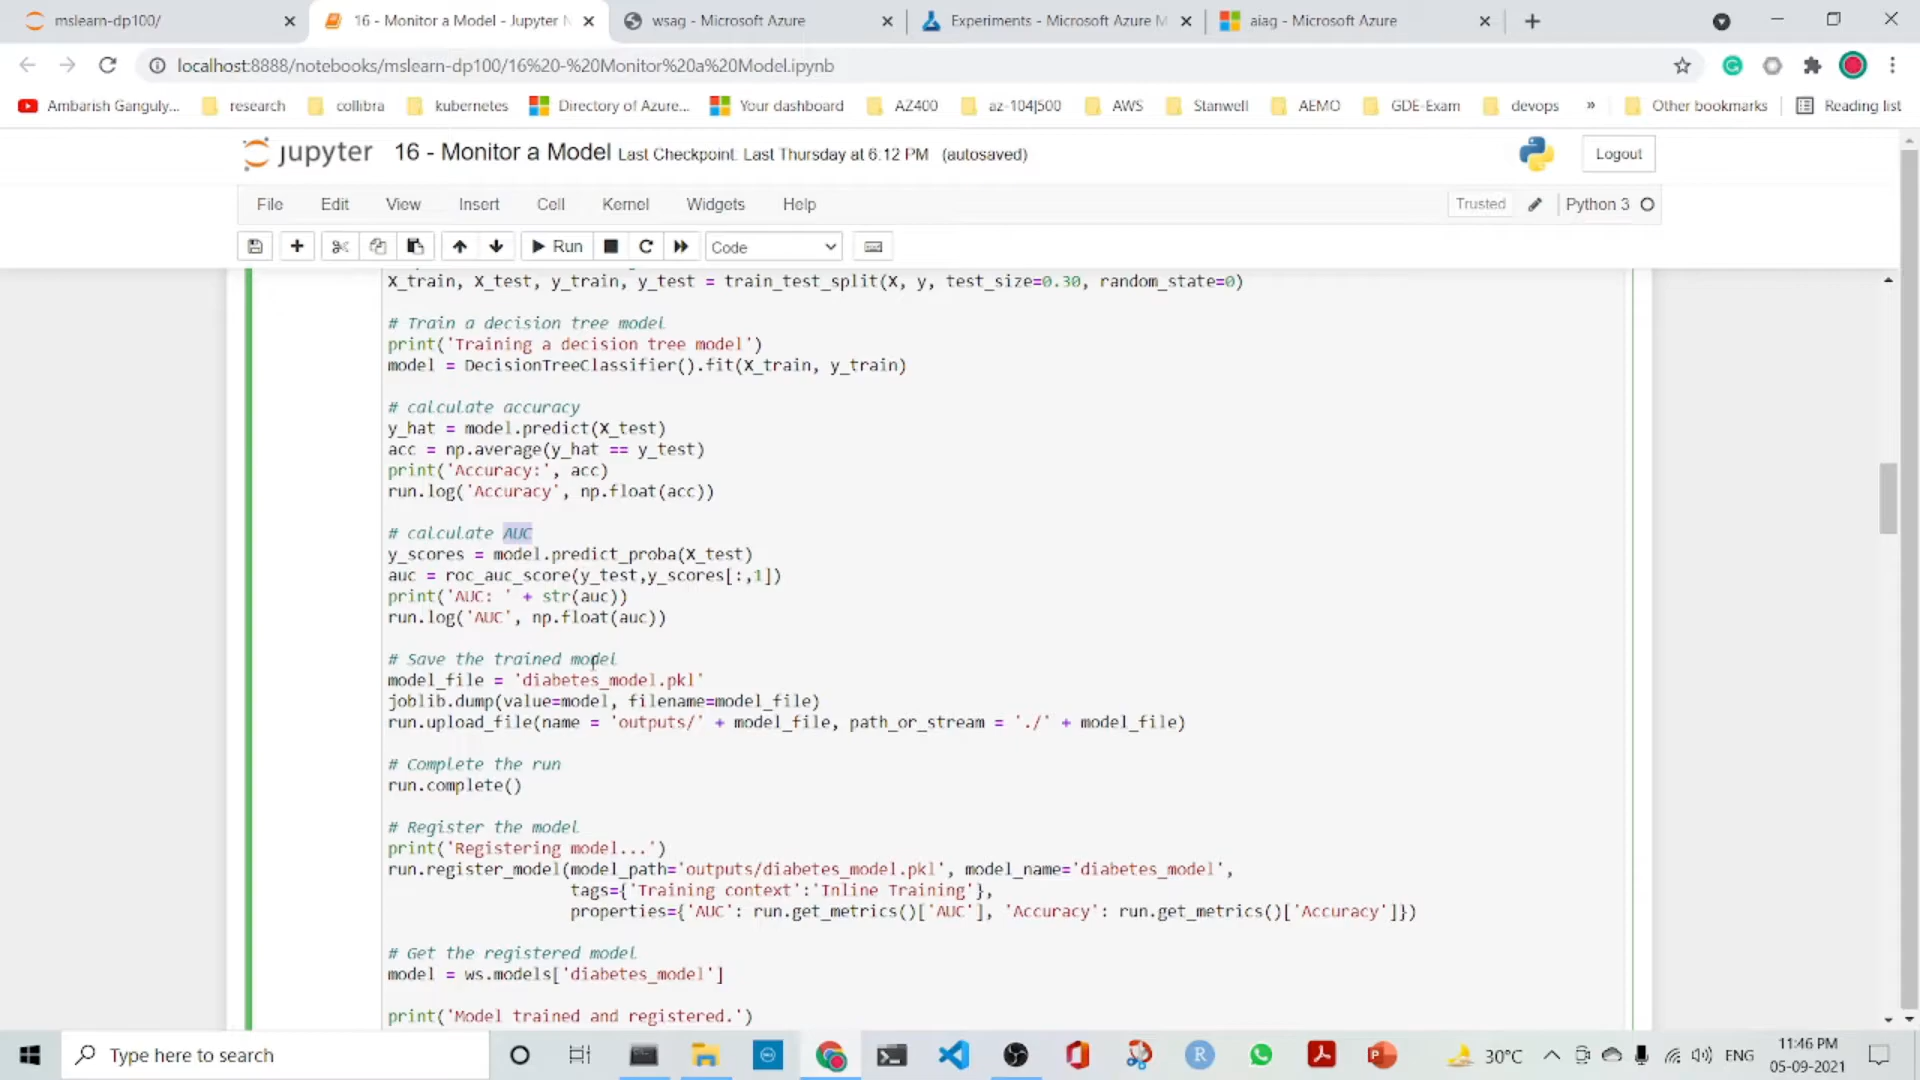 mslearn-dp100/
16 - Monitor a Model - Jupyter N
wsag - Microsoft Azure
Experiments - Microsoft Azure M
aiag - Microsoft Azure
localhost:8888/notebooks/mslearn-dp100/16%20-%20Monitor%20a%20Model.ipynb
Ambarish Ganguly...
research
collibra
kubernetes
Directory of Azure...
Your dashboard
AZ400
az-104|500
AWS
Stanwell
AEMO
GDE-Exam
devops
»
Other bookmarks
Reading list
jupyter 16 - Monitor a Model Last Checkpoint: Last Thursday at 6.12 PM (autosaved)
Logout
File Edit View Insert Cell Kernel Widgets Help
Trusted
Python 3
Run
Code
X_train, X_test, y_train, y_test = train_test_split(X, y, test_size=0.30, random_state=0)
# Train a decision tree model
print('Training a decision tree model')
model = DecisionTreeClassifier().fit(X_train, y_train)
# calculate accuracy
y_hat = model.predict(X_test)
acc = np.average(y_hat == y_test)
print('Accuracy:', acc)
run.log('Accuracy', np.float(acc))
# calculate AUC
y_scores = model.predict_proba(X_test)
auc = roc_auc_score(y_test,y_scores[:,1])
print('AUC: ' + str(auc))
run.log('AUC', np.float(auc))
# Save the trained model
model_file = 'diabetes_model.pkl'
joblib.dump(value=model, filename=model_file)
run.upload_file(name = 'outputs/' + model_file, path_or_stream = './' + model_file)
# Complete the run
run.complete()
# Register the model
print('Registering model...')
run.register_model(model_path='outputs/diabetes_model.pkl', model_name='diabetes_model',
tags={'Training context':'Inline Training'},
properties={'AUC': run.get_metrics()['AUC'], 'Accuracy': run.get_metrics()['Accuracy']})
# Get the registered model
model = ws.models['diabetes_model']
print('Model trained and registered.')
Type here to search
30°C
ENG
11:46 PM
05-09-2021